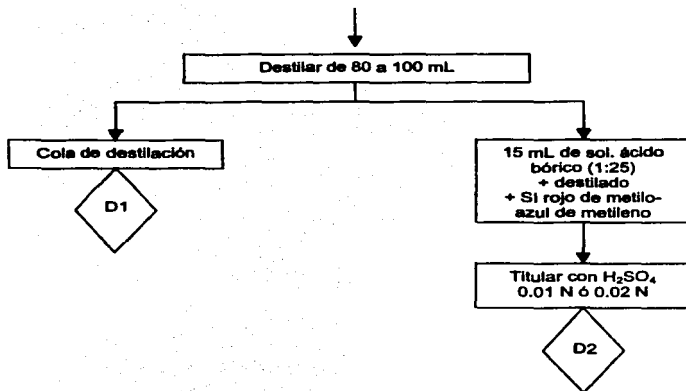 Destilar de 80 a 100 mL
Cola de destilación
D1
15 mL de sol. ácido
bórico (1:25)
+ destilado
+ SI rojo de metilo-
azul de metileno
Titular con H₂SO₄
0.01 N ó 0.02 N
D2